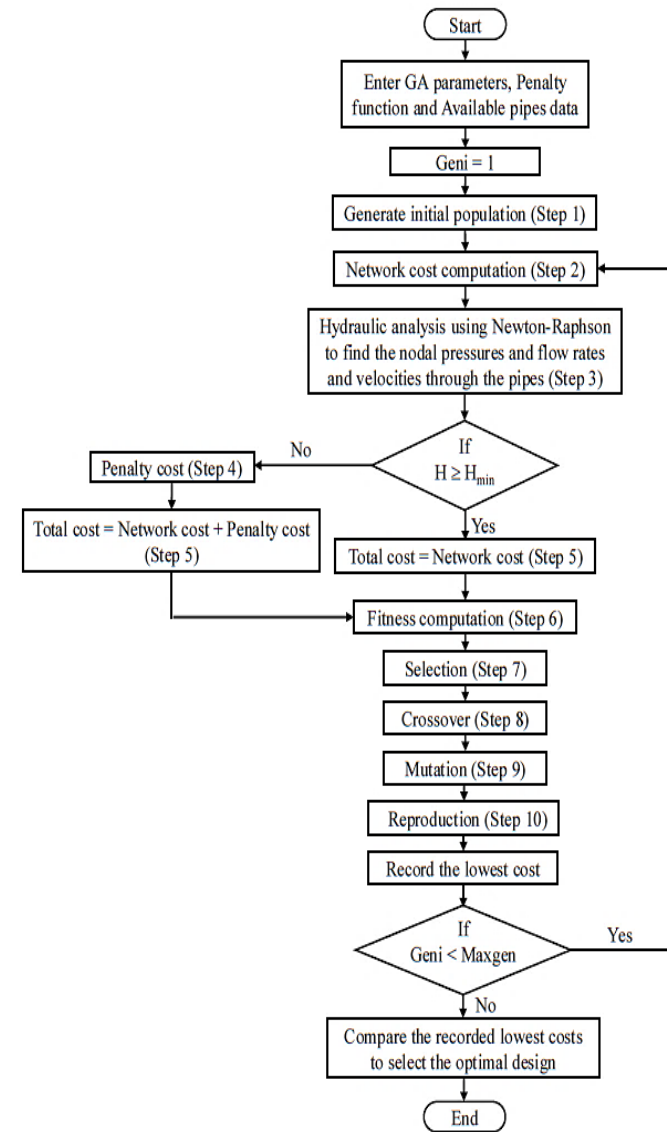 Start
Enter GA parameters, Penalty
function and Available pipes data
Geni = 1
Generate initial population (Step 1)
Network cost computation (Step 2)
Hydraulic analysis using Newton-Raphson
to find the nodal pressures and flow rates
and velocities through the pipes (Step 3)
If
H ≥ Hmin
No
Penalty cost (Step 4)
Total cost = Network cost + Penalty cost
(Step 5)
Yes
Total cost = Network cost (Step 5)
Fitness computation (Step 6)
Selection (Step 7)
Crossover (Step 8)
Mutation (Step 9)
Reproduction (Step 10)
Record the lowest cost
If
Geni < Maxgen
Yes
No
Compare the recorded lowest costs
to select the optimal design
End